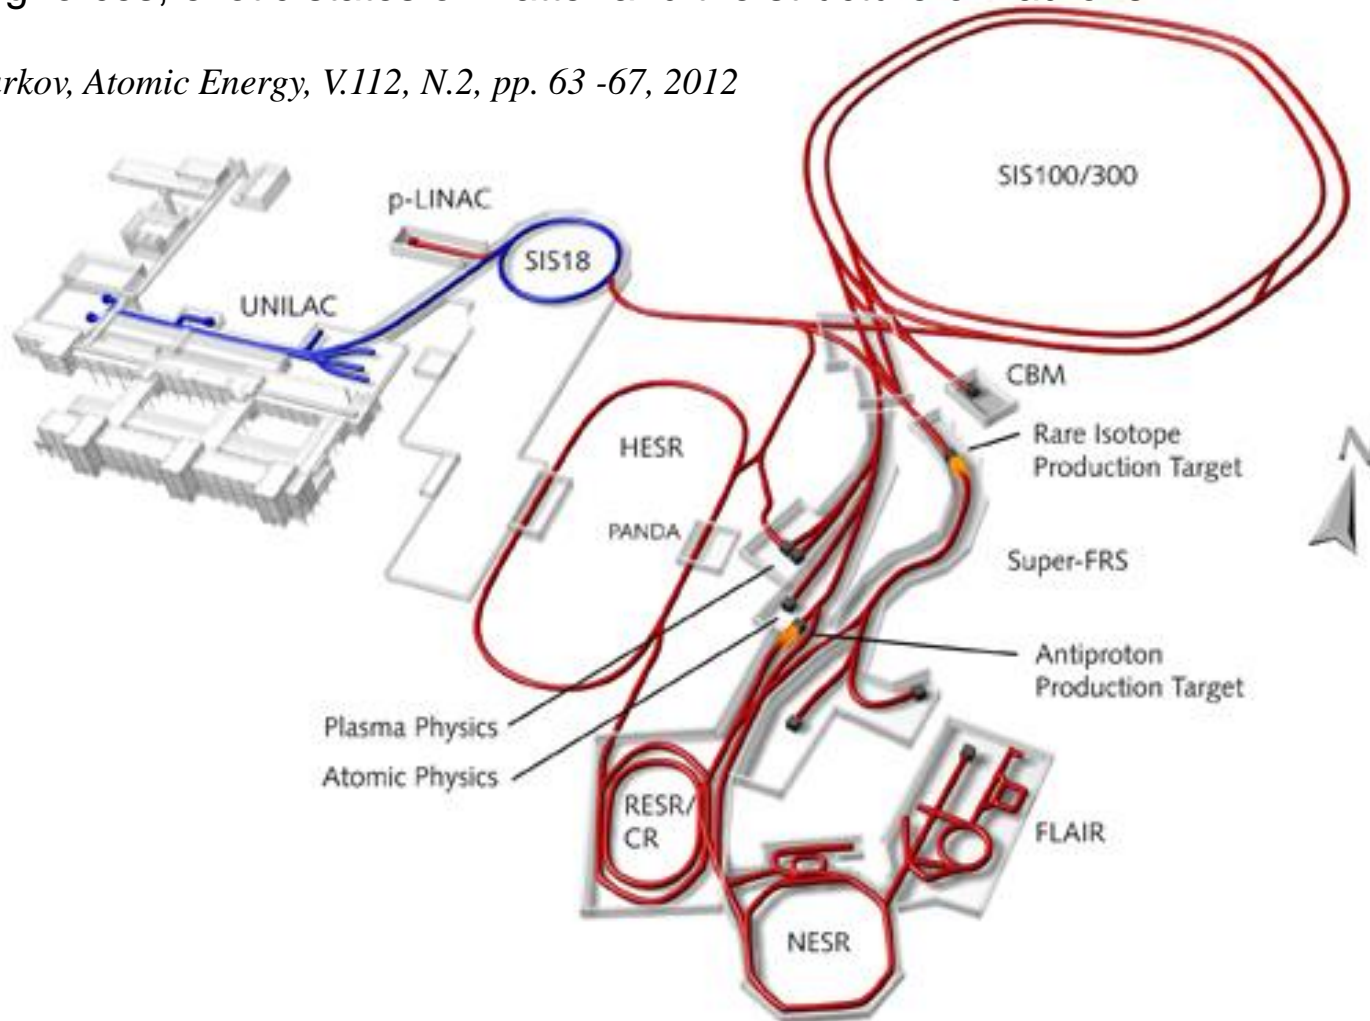 urkov, Atomic Energy, V.112, N.2, pp. 63 -67, 2012
SIS100/300
p-LINAC
SIS18
UNILAC
CBM
Rare Isotope
Production Target
HESR
PANDA
Super-FRS
Antiproton
Production Target
Plasma Physics
Atomic Physics
RESR/
CR
FLAIR
NESR
N